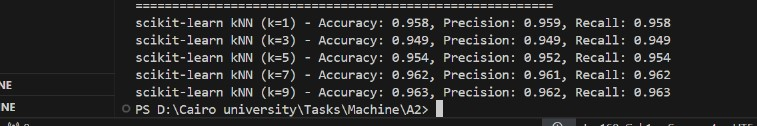 ============================================================
scikit-learn kNN (k=1) - Accuracy: 0.958, Precision: 0.959, Recall: 0.958
scikit-learn kNN (k=3) - Accuracy: 0.949, Precision: 0.949, Recall: 0.949
scikit-learn kNN (k=5) - Accuracy: 0.954, Precision: 0.952, Recall: 0.954
scikit-learn kNN (k=7) - Accuracy: 0.962, Precision: 0.961, Recall: 0.962
NE
scikit-learn kNN (k=9) - Accuracy: 0.963, Precision: 0.962, Recall: 0.963
NE
PS D:\Cairo university\Tasks\Machine\A2>